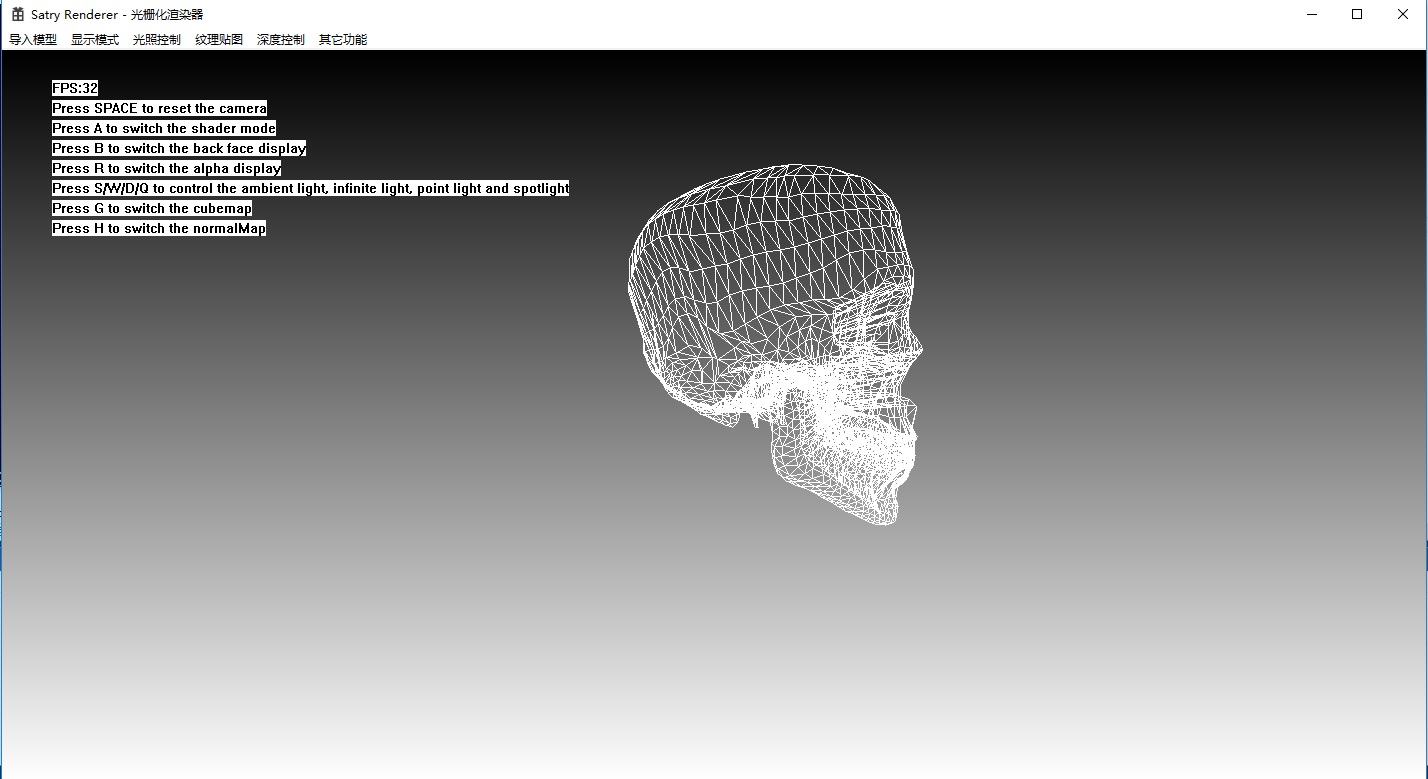 Satry Renderer - 光栅化渲染器
导入模型 显示模式 光照控制 纹理贴图 深度控制 其它功能
FPS:32
Press SPACE to reset the camera
Press A to switch the shader mode
Press B to switch the back face display
Press R to switch the alpha display
Press S/W/D/Q to control the ambient light, infinite light, point light and spotlight
Press G to switch the cubemap
Press H to switch the normalMap